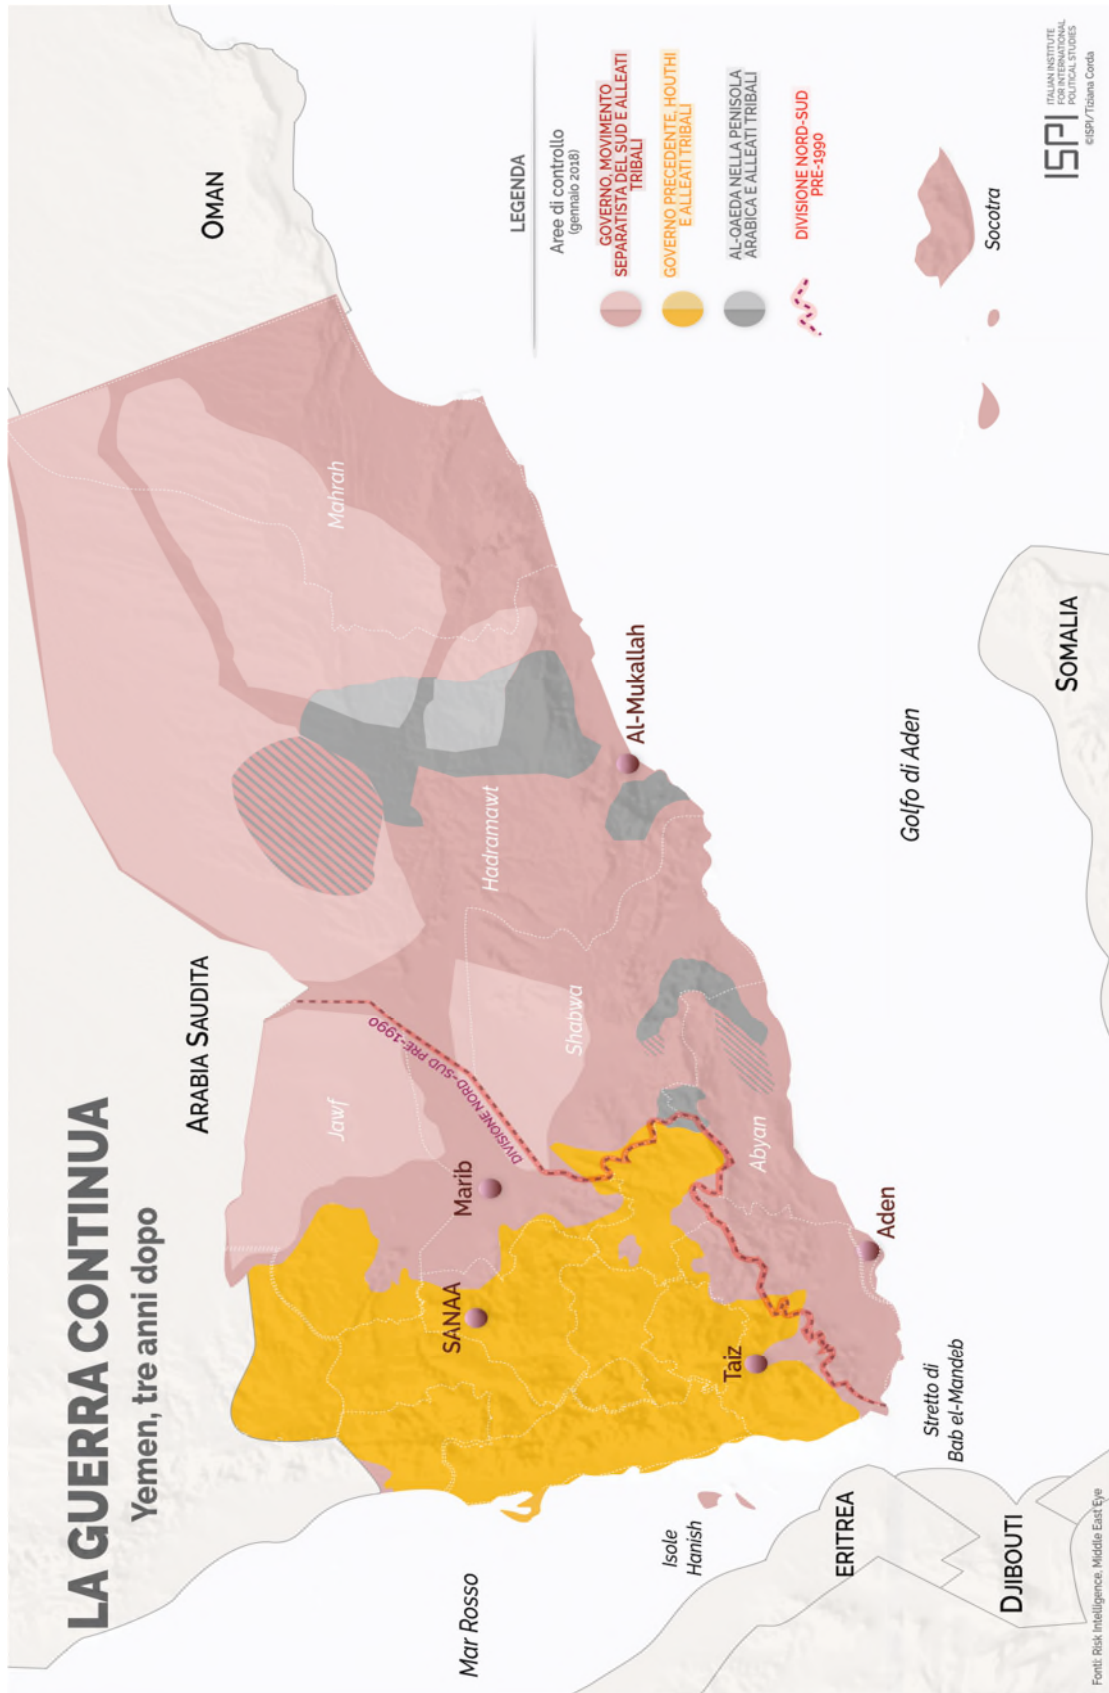 LA GUERRA CONTINUA
Yemen, tre anni dopo
ARABIA SAUDITA
OMAN
Mar Rosso
Jawf
DIVISIONE NORD-SUD PRE-1990
Marib
SANAA
Hadramawt
Mahrah
Shabwa
Al-Mukallah
Abyan
Taiz
Aden
Isole
Hanish
Stretto di
Bab el-Mandeb
ERITREA
DJIBOUTI
Golfo di Aden
SOMALIA
Socotra
LEGENDA
Aree di controllo
(gennaio 2018)
GOVERNO, MOVIMENTO
SEPARATISTA DEL SUD E ALLEATI
TRIBALI
GOVERNO PRECEDENTE, HOUTHI
E ALLEATI TRIBALI
AL-QAEDA NELLA PENISOLA
ARABICA E ALLEATI TRIBALI
DIVISIONE NORD-SUD
PRE-1990
Fonti: Risk Intelligence, Middle East Eye
ISPI
ITALIAN INSTITUTE
FOR INTERNATIONAL
POLITICAL STUDIES
©ISPI/Tiziana Corda